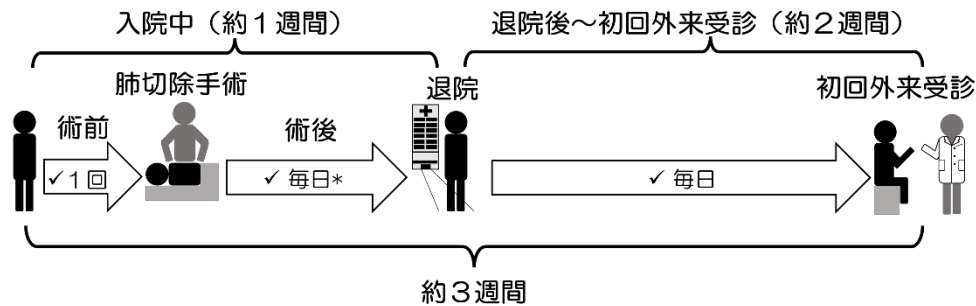 入院中（約１週間）
退院後～初回外来受診（約２週間）
肺切除手術
退院
初回外来受診
術前
術後
✓１回
✓ 毎日*
✓ 毎日
約３週間